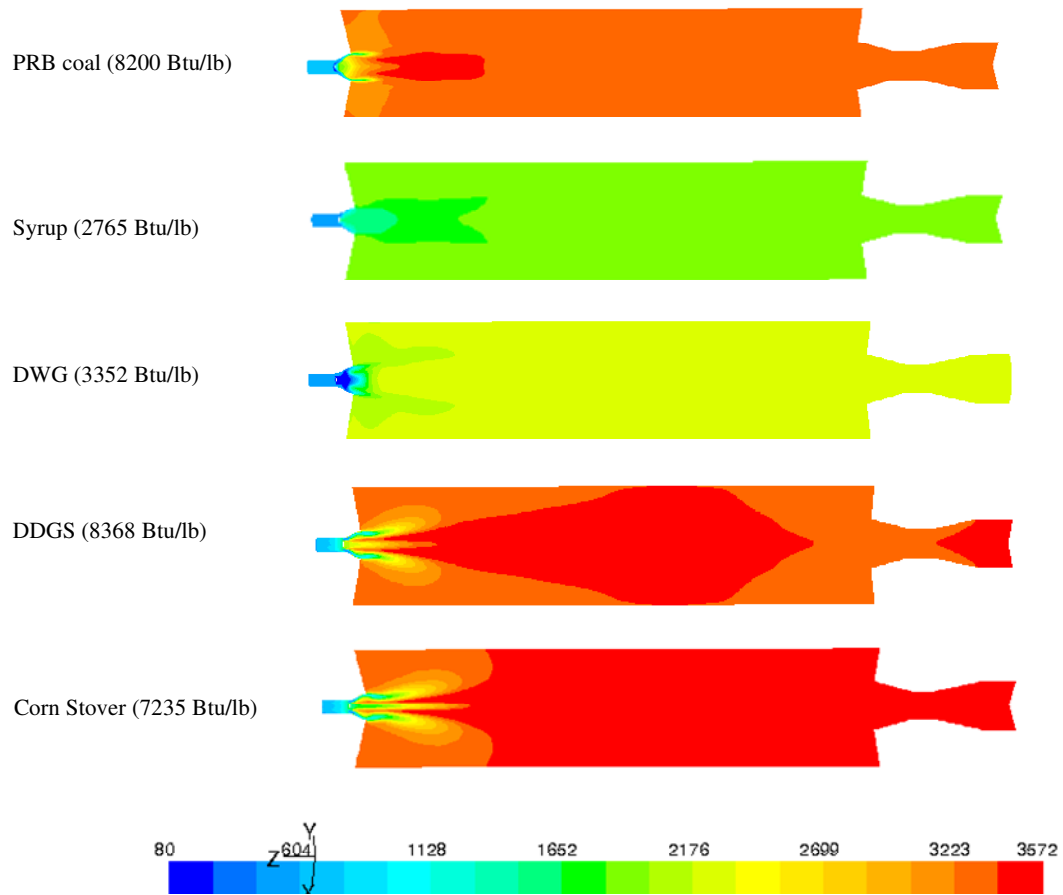 PRB coal (8200 Btu/lb)
Syrup (2765 Btu/lb)
DWG (3352 Btu/lb)
DDGS (8368 Btu/lb)
Corn Stover (7235 Btu/lb)
Y
Z
80 604 1128 1652 2176 2699 3223 3572